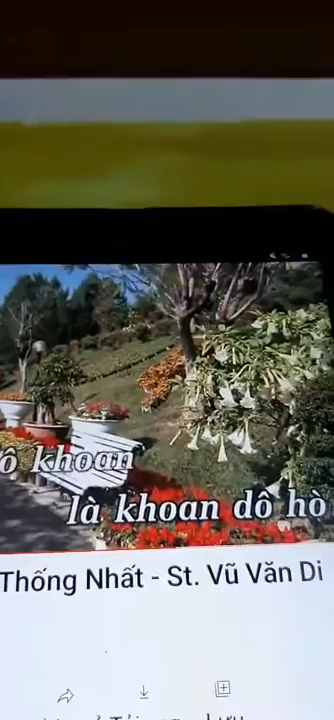 khoan
là khoan dô hò
Thống Nhất - St. Vũ Văn Di